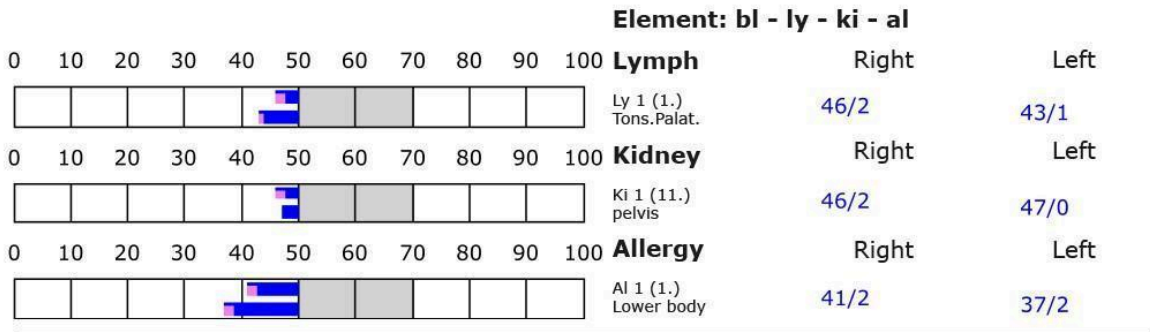 Element: bl - ly - ki - al
0 10 20 30 40 50 60 70 80 90 100 Lymph Right Left
Ly 1 (1.) 46/2 43/1
Tons.Palat.
0 10 20 30 40 50 60 70 80 90 100 Kidney Right Left
Ki 1 (11.) 46/2 47/0
pelvis
0 10 20 30 40 50 60 70 80 90 100 Allergy Right Left
Al 1 (1.) 41/2 37/2
Lower body